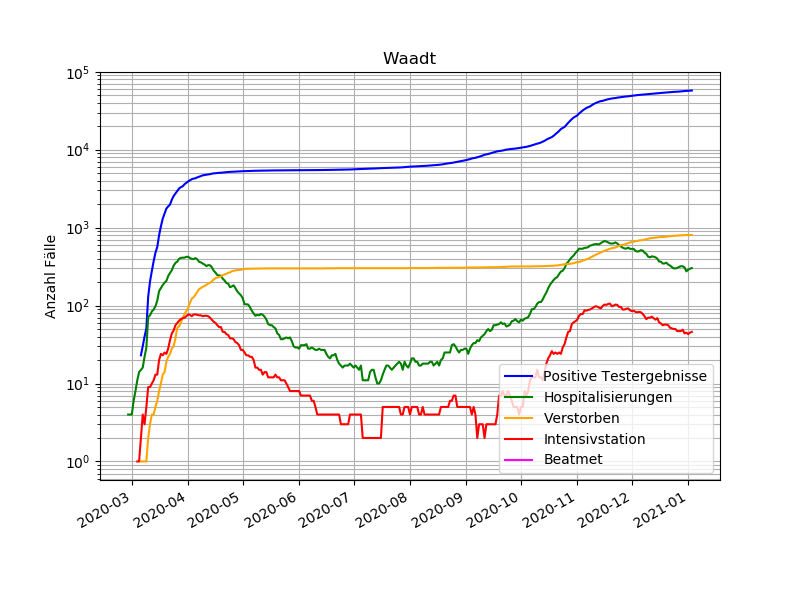 Waadt
Anzahl Fälle
10^5
10^4
10^3
10^2
10^1
10^0
Positive Testergebnisse
Hospitalisierungen
Verstorben
Intensivstation
Beatmet
2020-03
2020-04
2020-05
2020-06
2020-07
2020-08
2020-09
2020-10
2020-11
2020-12
2021-01